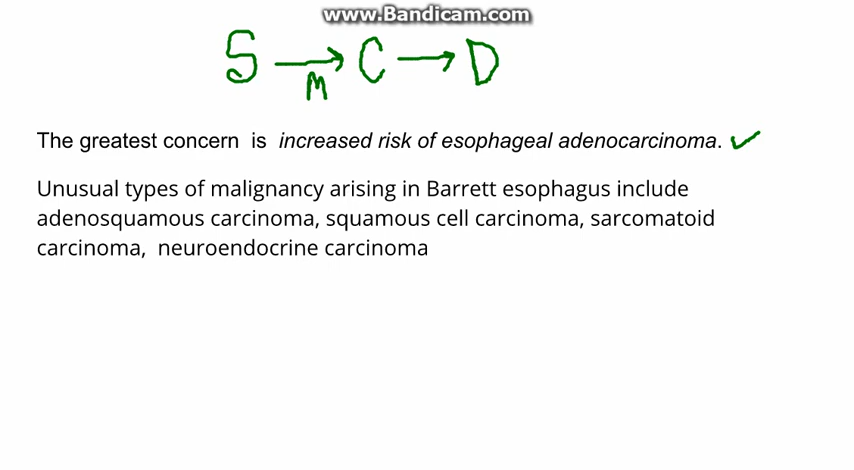 www.Bandicam.com
S → C → D
M
The greatest concern is increased risk of esophageal adenocarcinoma. ✓
Unusual types of malignancy arising in Barrett esophagus include
adenosquamous carcinoma, squamous cell carcinoma, sarcomatoid
carcinoma, neuroendocrine carcinoma